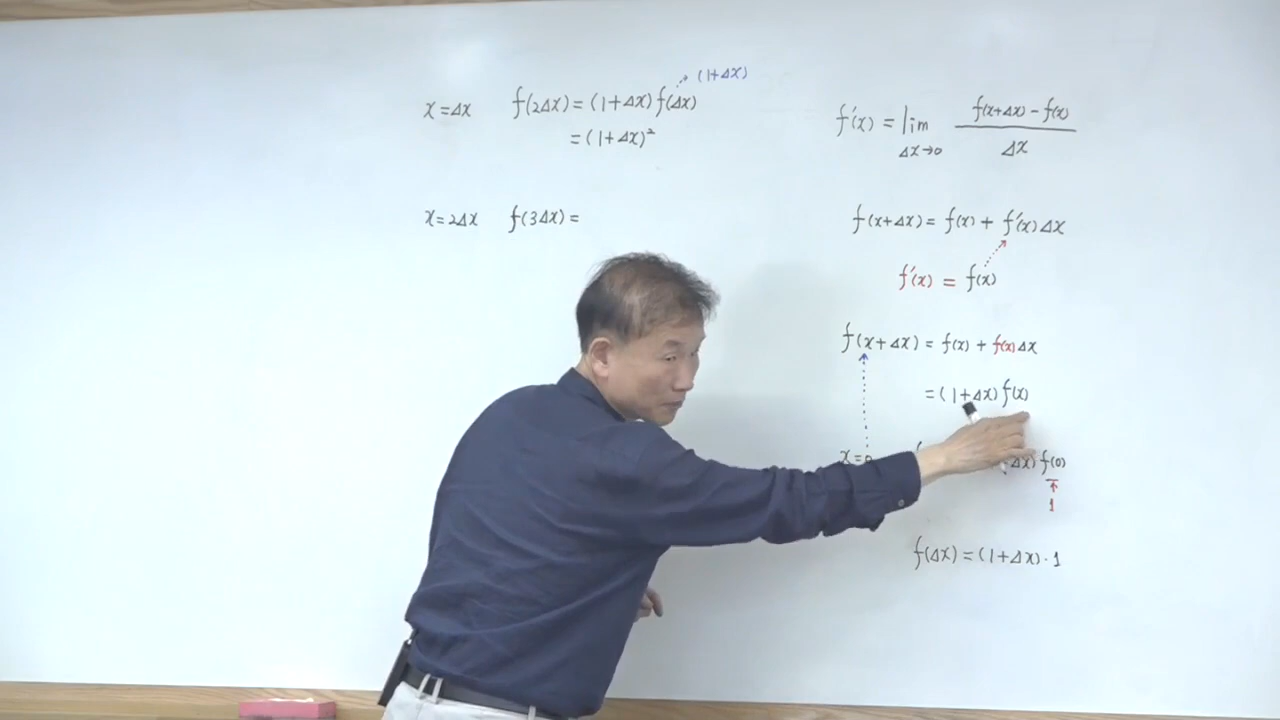 (1+Δx)
x=Δx f(2Δx)=(1+Δx)f(Δx)
=(1+Δx)²
x=2Δx f(3Δx)=
f'(x)=lim f(x+Δx)-f(x)
Δx→0 Δx
f(x+Δx)=f(x)+f'(x)Δx
f'(x)=f(x)
f(x+Δx)=f(x)+f(x)Δx
=(1+Δx)f(x)
Δx)f(0)
1
f(Δx)=(1+Δx)·1